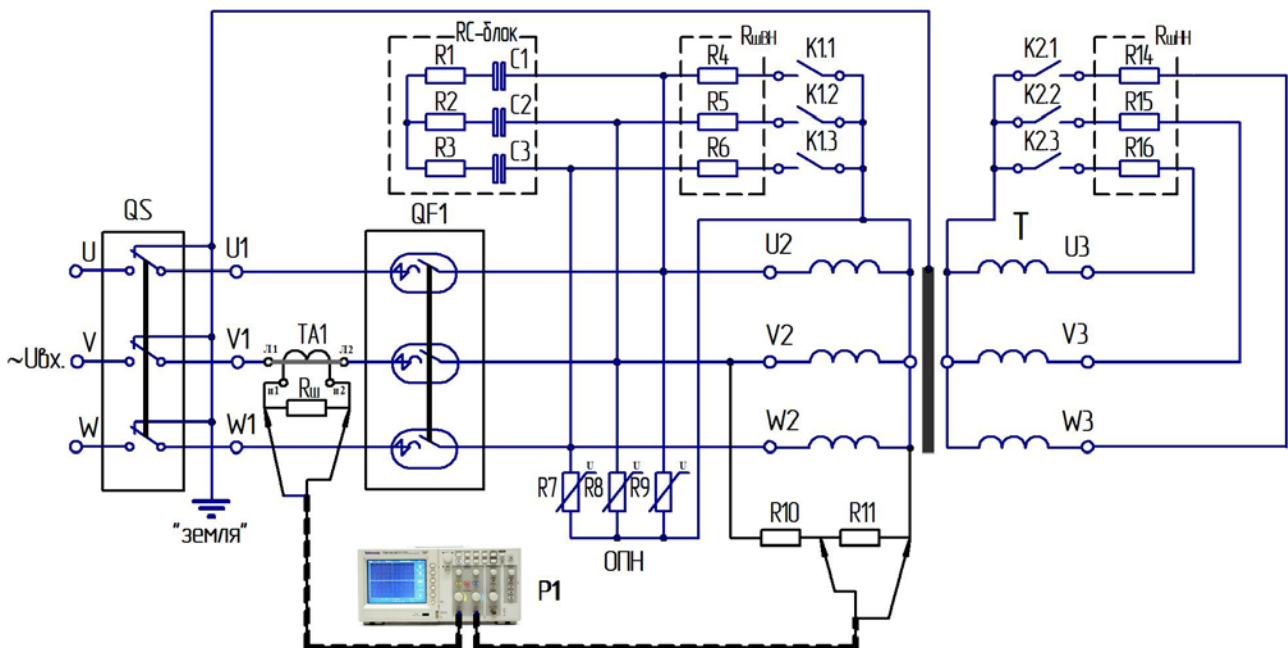 RC-блок
RшВН
RшНН
R1
C1
R4
K1.1
K2.1
R14
R2
C2
R5
K1.2
K2.2
R15
R3
C3
R6
K1.3
K2.3
R16
QS
QF1
T
U
U1
U2
U3
~Uвх.
V
V1
Л1
TA1
Л2
V2
V3
и1
Rш
и2
W
W1
W2
W3
R7
U
R8
U
R9
U
"земля"
ОПН
R10
R11
Tektronix
P1